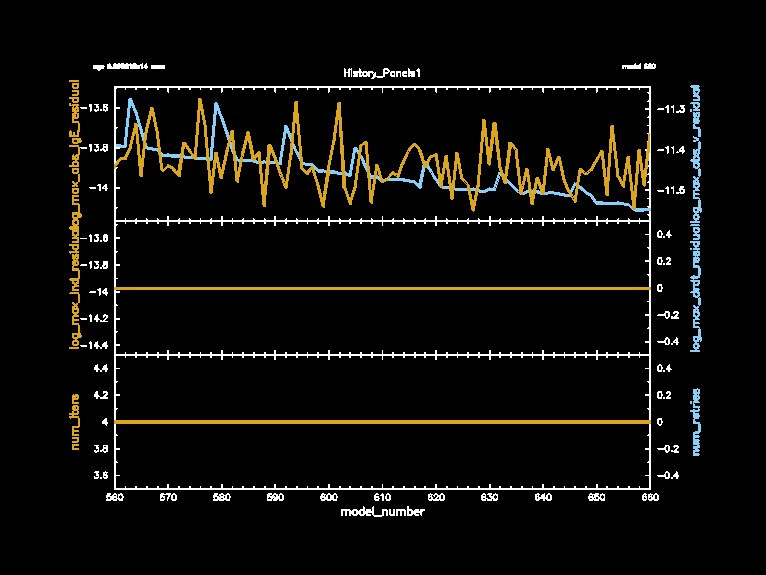 model 660
History_Panels1
log_max_abs_lgE_residual
-13.6
-13.8
-14
-11.3
-11.4
-11.5
log_max_abs_v_residual
log_max_lnd_residual
-13.6
-13.8
-14
-14.2
-14.4
0.4
0.2
0
-0.2
-0.4
log_max_drdt_residual
num_iters
4.4
4.2
4
3.8
3.6
0.4
0.2
0
-0.2
-0.4
num_retries
560 570 580 590 600 610 620 630 640 650 660
model_number